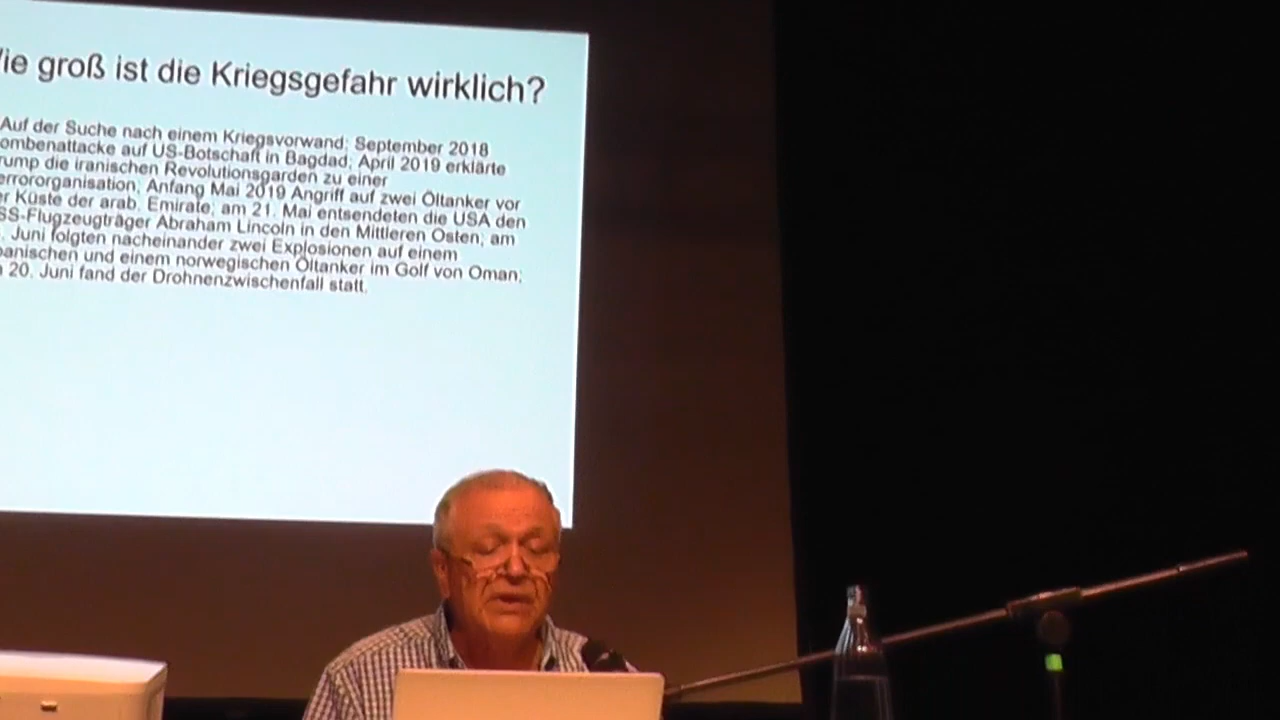 ie groß ist die Kriegsgefahr wirklich?
Auf der Suche nach einem Kriegsvorwand: September 2018
ombenattacke auf US-Botschaft in Bagdad; April 2019 erklärte
rump die iranischen Revolutionsgarden zu einer
errororganisation; Anfang Mai 2019 Angriff auf zwei Öltanker vor
er Küste der arab. Emirate; am 21. Mai entsendeten die USA den
SS-Flugzeugträger Abraham Lincoln in den Mittleren Osten; am
. Juni folgten nacheinander zwei Explosionen auf einem
panischen und einem norwegischen Öltanker im Golf von Oman;
20. Juni fand der Drohnenzwischenfall statt.